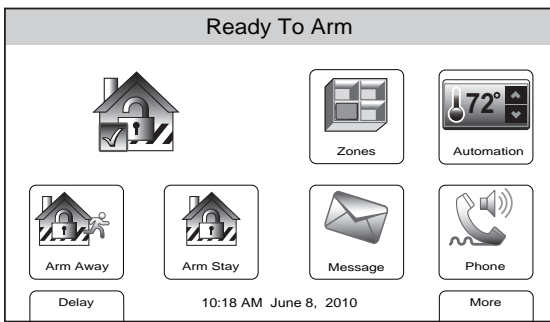 Ready To Arm
72°
Zones
Automation
Arm Away
Arm Stay
Message
Phone
Delay
10:18 AM June 8, 2010
More